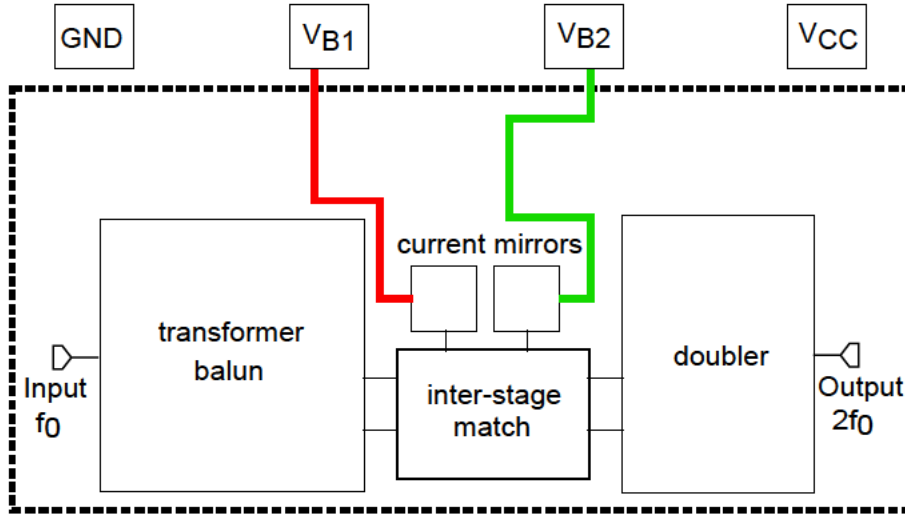 GND
VB1
VB2
VCC
current mirrors
transformer
balun
doubler
Input
f0
inter-stage
match
Output
2f0